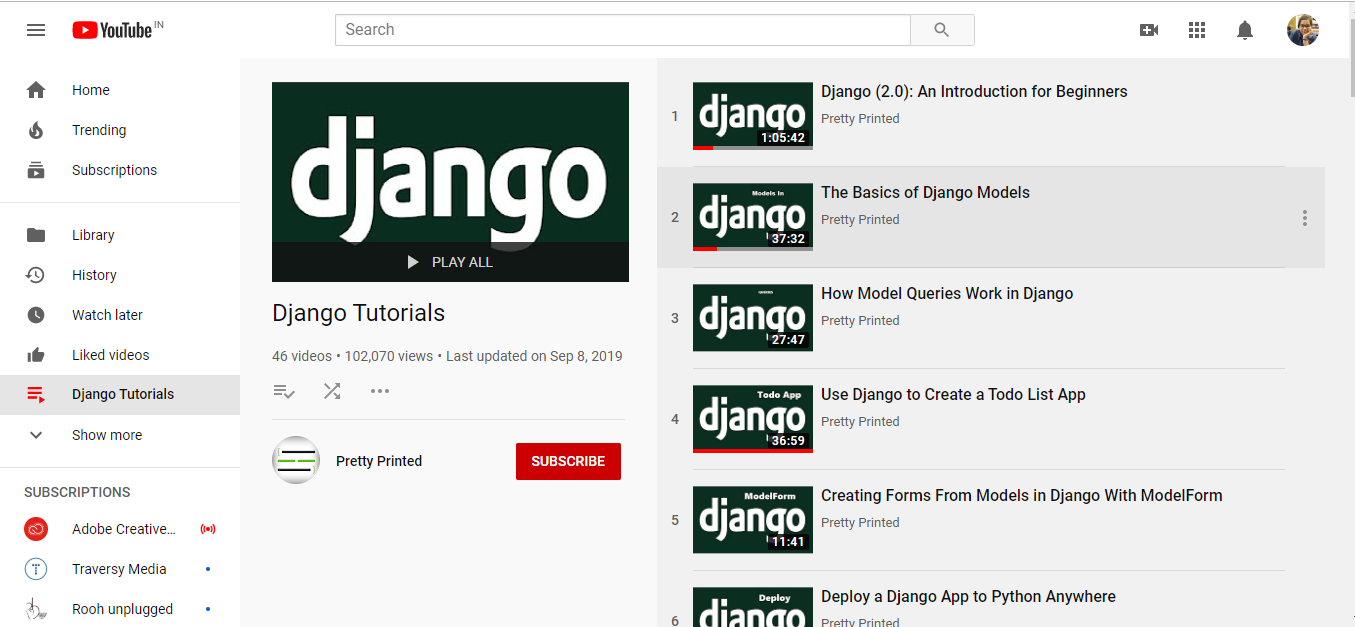 YouTube IN
Search
Home
Trending
Subscriptions
Library
History
Watch later
Liked videos
Django Tutorials
Show more
SUBSCRIPTIONS
Adobe Creative...
Traversy Media
Rooh unplugged
django
PLAY ALL
Django Tutorials
46 videos • 102,070 views • Last updated on Sep 8, 2019
Pretty Printed
SUBSCRIBE
1
django
1:05:42
Django (2.0): An Introduction for Beginners
Pretty Printed
2
Models in
django
37:32
The Basics of Django Models
Pretty Printed
3
django
27:47
How Model Queries Work in Django
Pretty Printed
4
Todo App
django
36:59
Use Django to Create a Todo List App
Pretty Printed
5
ModelForm
django
11:41
Creating Forms From Models in Django With ModelForm
Pretty Printed
6
Deploy
django
Deploy a Django App to Python Anywhere
Pretty Printed